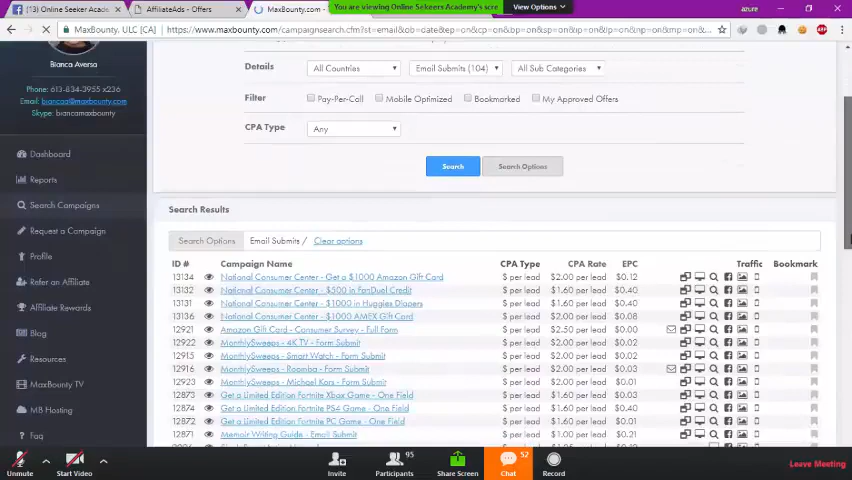 (13) Online Seeker Acad
AffiliateAds - Offers
MaxBounty.com -
You are viewing Online Sekeers Academy's scre
View Options
azure
MaxBounty, ULC [CA]
https://www.maxbounty.com/campaignsearch.cfm?st=email&ob=date&ep=on&cp=on&bp=on&sp=on&lp=on&np=on&mp=on&
Bianca Aversa
Phone: 613-834-3955 x236
Email: biancaa@maxbounty.com
Skype: biancamaxbounty
Dashboard
Reports
Search Campaigns
Request a Campaign
Profile
Refer an Affiliate
Affiliate Rewards
Blog
Resources
MaxBounty TV
MB Hosting
Faq
Details
All Countries
Email Submits (104)
All Sub Categories
Filter
Pay-Per-Call
Mobile Optimized
Bookmarked
My Approved Offers
CPA Type
Any
Search
Search Options
Search Results
Search Options
Email Submits /
Clear options
ID # Campaign Name CPA Type CPA Rate EPC Traffic Bookmark
13134 National Consumer Center - Get a $1000 Amazon Gift Card $ per lead $2.00 per lead $0.12
13132 National Consumer Center - $500 in FanDuel Credit $ per lead $1.60 per lead $0.40
13131 National Consumer Center - $1000 in Huggies Diapers $ per lead $1.60 per lead $0.40
13136 National Consumer Center - $1000 AMEX Gift Card $ per lead $2.00 per lead $0.08
12921 Amazon Gift Card - Consumer Survey - Full Form $ per lead $2.50 per lead $0.00
12922 MonthlySweeps - 4K TV - Form Submit $ per lead $2.00 per lead $0.02
12915 MonthlySweeps - Smart Watch - Form Submit $ per lead $2.00 per lead $0.02
12916 MonthlySweeps - Roomba - Form Submit $ per lead $2.00 per lead $0.03
12923 MonthlySweeps - Michael Kors - Form Submit $ per lead $2.00 per lead $0.01
12873 Get a Limited Edition Fortnite Xbox Game - One Field $ per lead $1.60 per lead $0.03
12874 Get a Limited Edition Fortnite PS4 Game - One Field $ per lead $1.60 per lead $0.40
12872 Get a Limited Edition Fortnite PC Game - One Field $ per lead $1.60 per lead $0.01
12871 Memoir Writing Guide - Email Submit $ per lead $1.00 per lead $0.21
Unmute
Start Video
Invite
95
Participants
Share Screen
52
Chat
Record
Leave Meeting